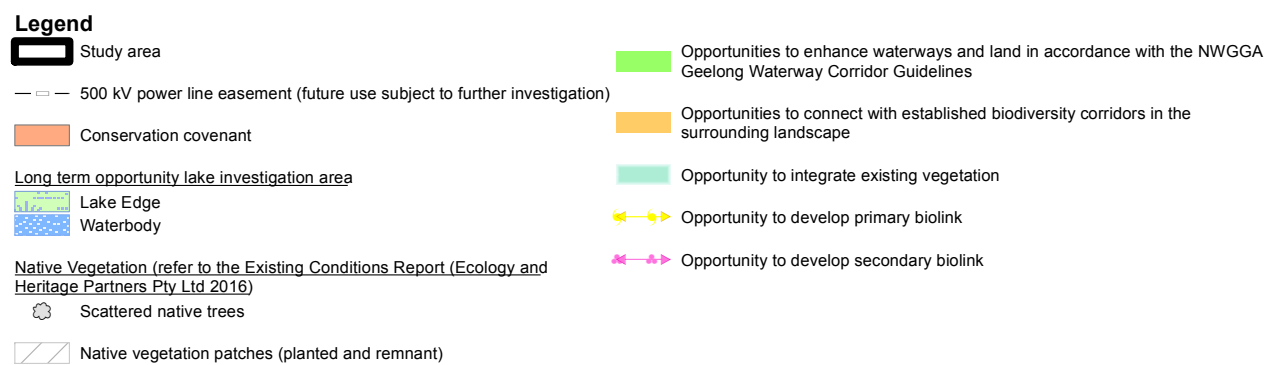 Legend
Study area
500 kV power line easement (future use subject to further investigation)
Conservation covenant
Long term opportunity lake investigation area
Lake Edge
Waterbody
Native Vegetation (refer to the Existing Conditions Report (Ecology and
Heritage Partners Pty Ltd 2016)
Scattered native trees
Native vegetation patches (planted and remnant)
Opportunities to enhance waterways and land in accordance with the NWGGA
Geelong Waterway Corridor Guidelines
Opportunities to connect with established biodiversity corridors in the
surrounding landscape
Opportunity to integrate existing vegetation
Opportunity to develop primary biolink
Opportunity to develop secondary biolink